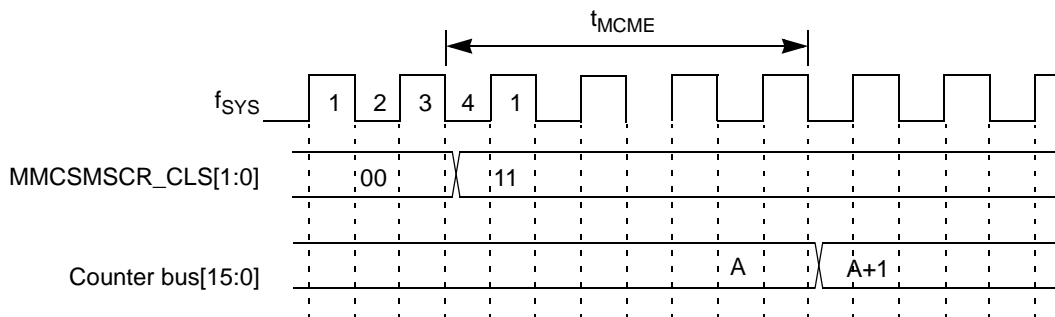 tMCME
fSYS 1 2 3 4 1
MMCSMSCR_CLS[1:0] 00 11
Counter bus[15:0] A A+1